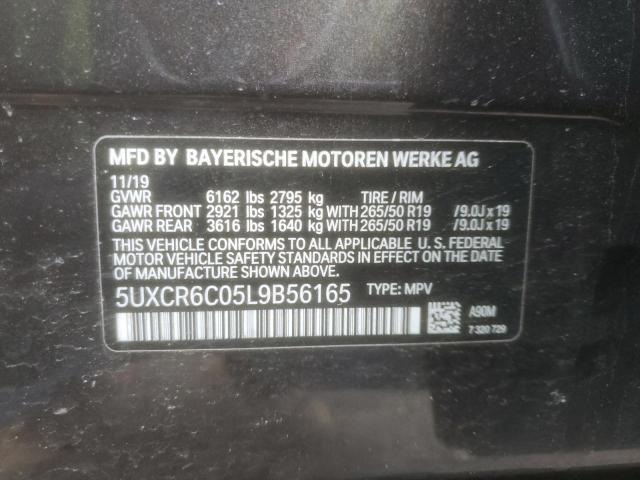 MFD BY BAYERISCHE MOTOREN WERKE AG
11/19
GVWR 6162 lbs 2795 kg TIRE / RIM
GAWR FRONT 2921 lbs 1325 kg WITH 265/50 R19 /9.0J x 19
GAWR REAR 3616 lbs 1640 kg WITH 265/50 R19 /9.0J x 19
THIS VEHICLE CONFORMS TO ALL APPLICABLE U. S. FEDERAL
MOTOR VEHICLE SAFETY STANDARDS IN EFFECT ON THE DATE
OF MANUFACTURE SHOWN ABOVE.
5UXCR6C05L9B56165 TYPE: MPV
A90M
7 320 729